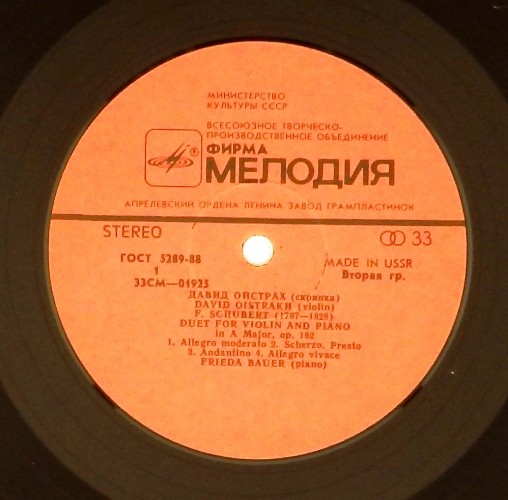 МИНИСТЕРСТВО
КУЛЬТУРЫ СССР
ВСЕСОЮЗНОЕ ТВОРЧЕСКО-
ПРОИЗВОДСТВЕННОЕ ОБЪЕДИНЕНИЕ
®
ФИРМА
МЕЛОДИЯ
АПРЕЛЕВСКИЙ ОРДЕНА ЛЕНИНА ЗАВОД ГРАМПЛАСТИНОК
STEREO
33
ГОСТ 5289-88
MADE IN USSR
1
Вторая гр.
33СМ—01925
ДАВИД ОЙСТРАХ (скрипка)
DAVID OISTRAKH (violin)
F. SCHUBERT (1797—1828)
DUET FOR VIOLIN AND PIANO
in A Major, op. 162
1. Allegro moderato 2. Scherzo. Presto
3. Andantino 4. Allegro vivace
FRIEDA BAUER (piano)